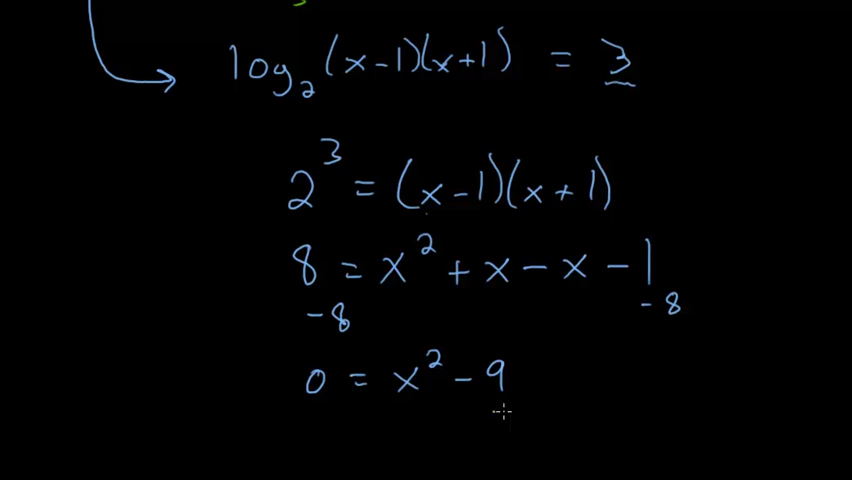 log₂(x-1)(x+1) = 3
2³ = (x-1)(x+1)
8 = x² + x - x - 1
-8 -8
0 = x² - 9